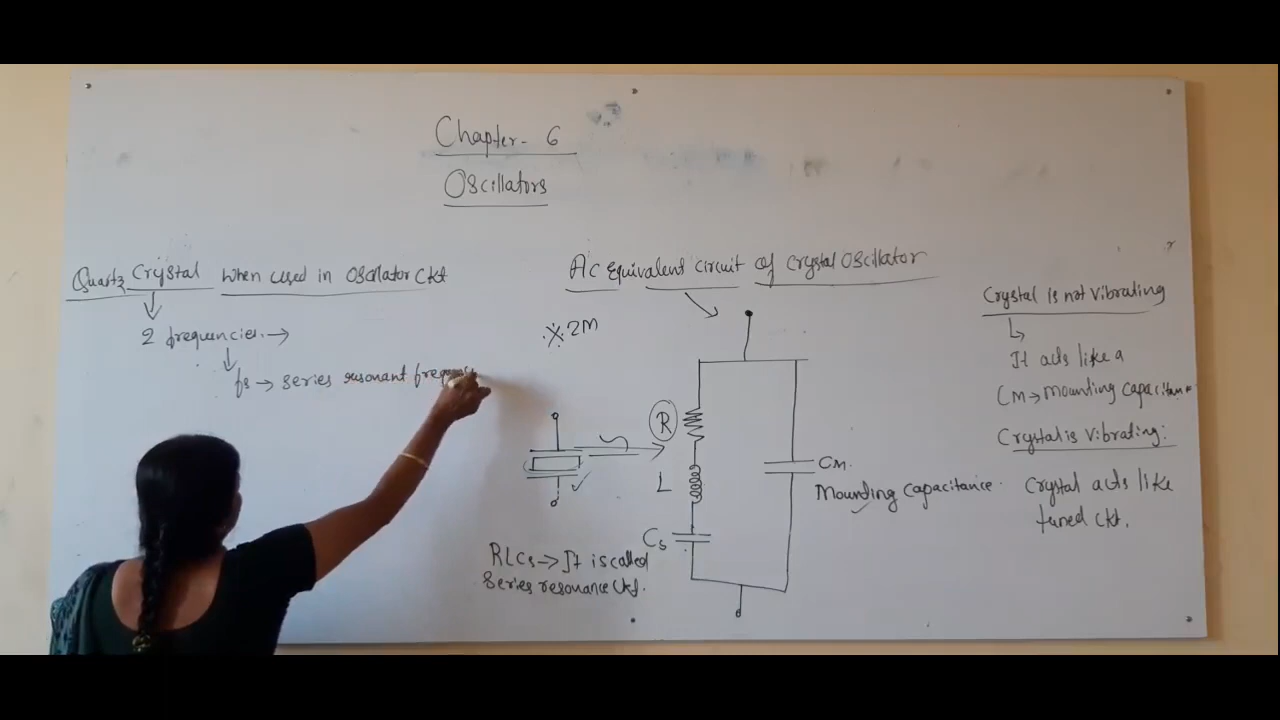 Chapter- 6
Oscillators
Quartz Crystal When used in Oscillator Ckt
2 frequencies. →
fs → series resonant
AC Equivalent circuit of Crystal Oscillator
※ 2M
R
L
Cs
CM.
Mounting Capacitance.
RLCs → It is called
Series resonance Ckt.
Crystal is not vibrating
It acts like a
CM → Mounting Capacitan
Crystal is vibrating:
Crystal acts like
tuned Ckt.